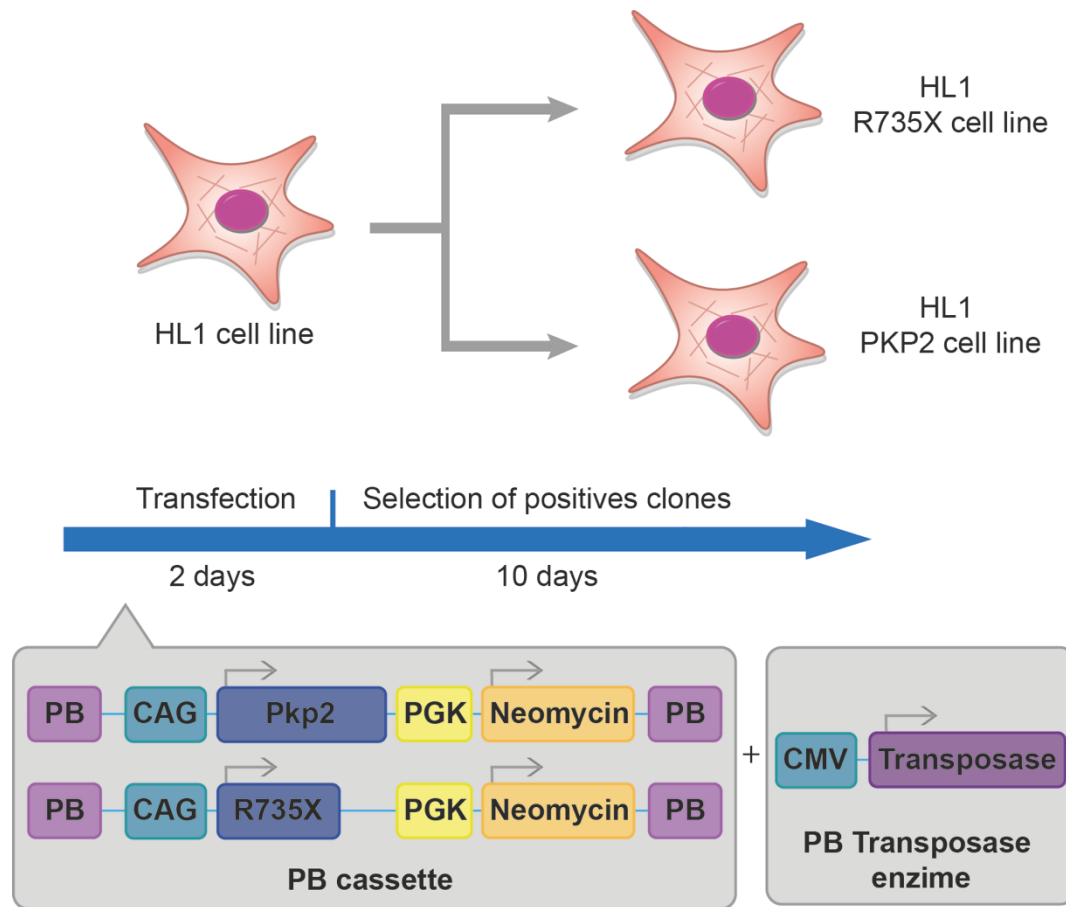 HL1
R735X cell line
HL1 cell line
HL1
PKP2 cell line
Transfection
Selection of positives clones
2 days
10 days
PB CAG Pkp2 PGK Neomycin PB
PB CAG R735X PGK Neomycin PB
PB cassette
+
CMV Transposase
PB Transposase
enzime